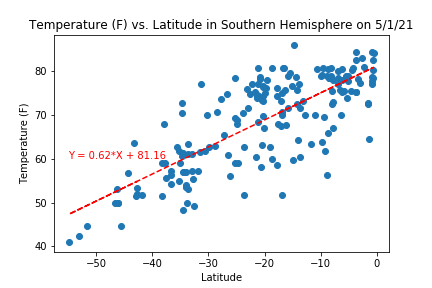 Temperature (F) vs. Latitude in Southern Hemisphere on 5/1/21
Temperature (F)
80
70
60
50
40
Y = 0.62*X + 81.16
−50
−40
−30
−20
−10
0
Latitude